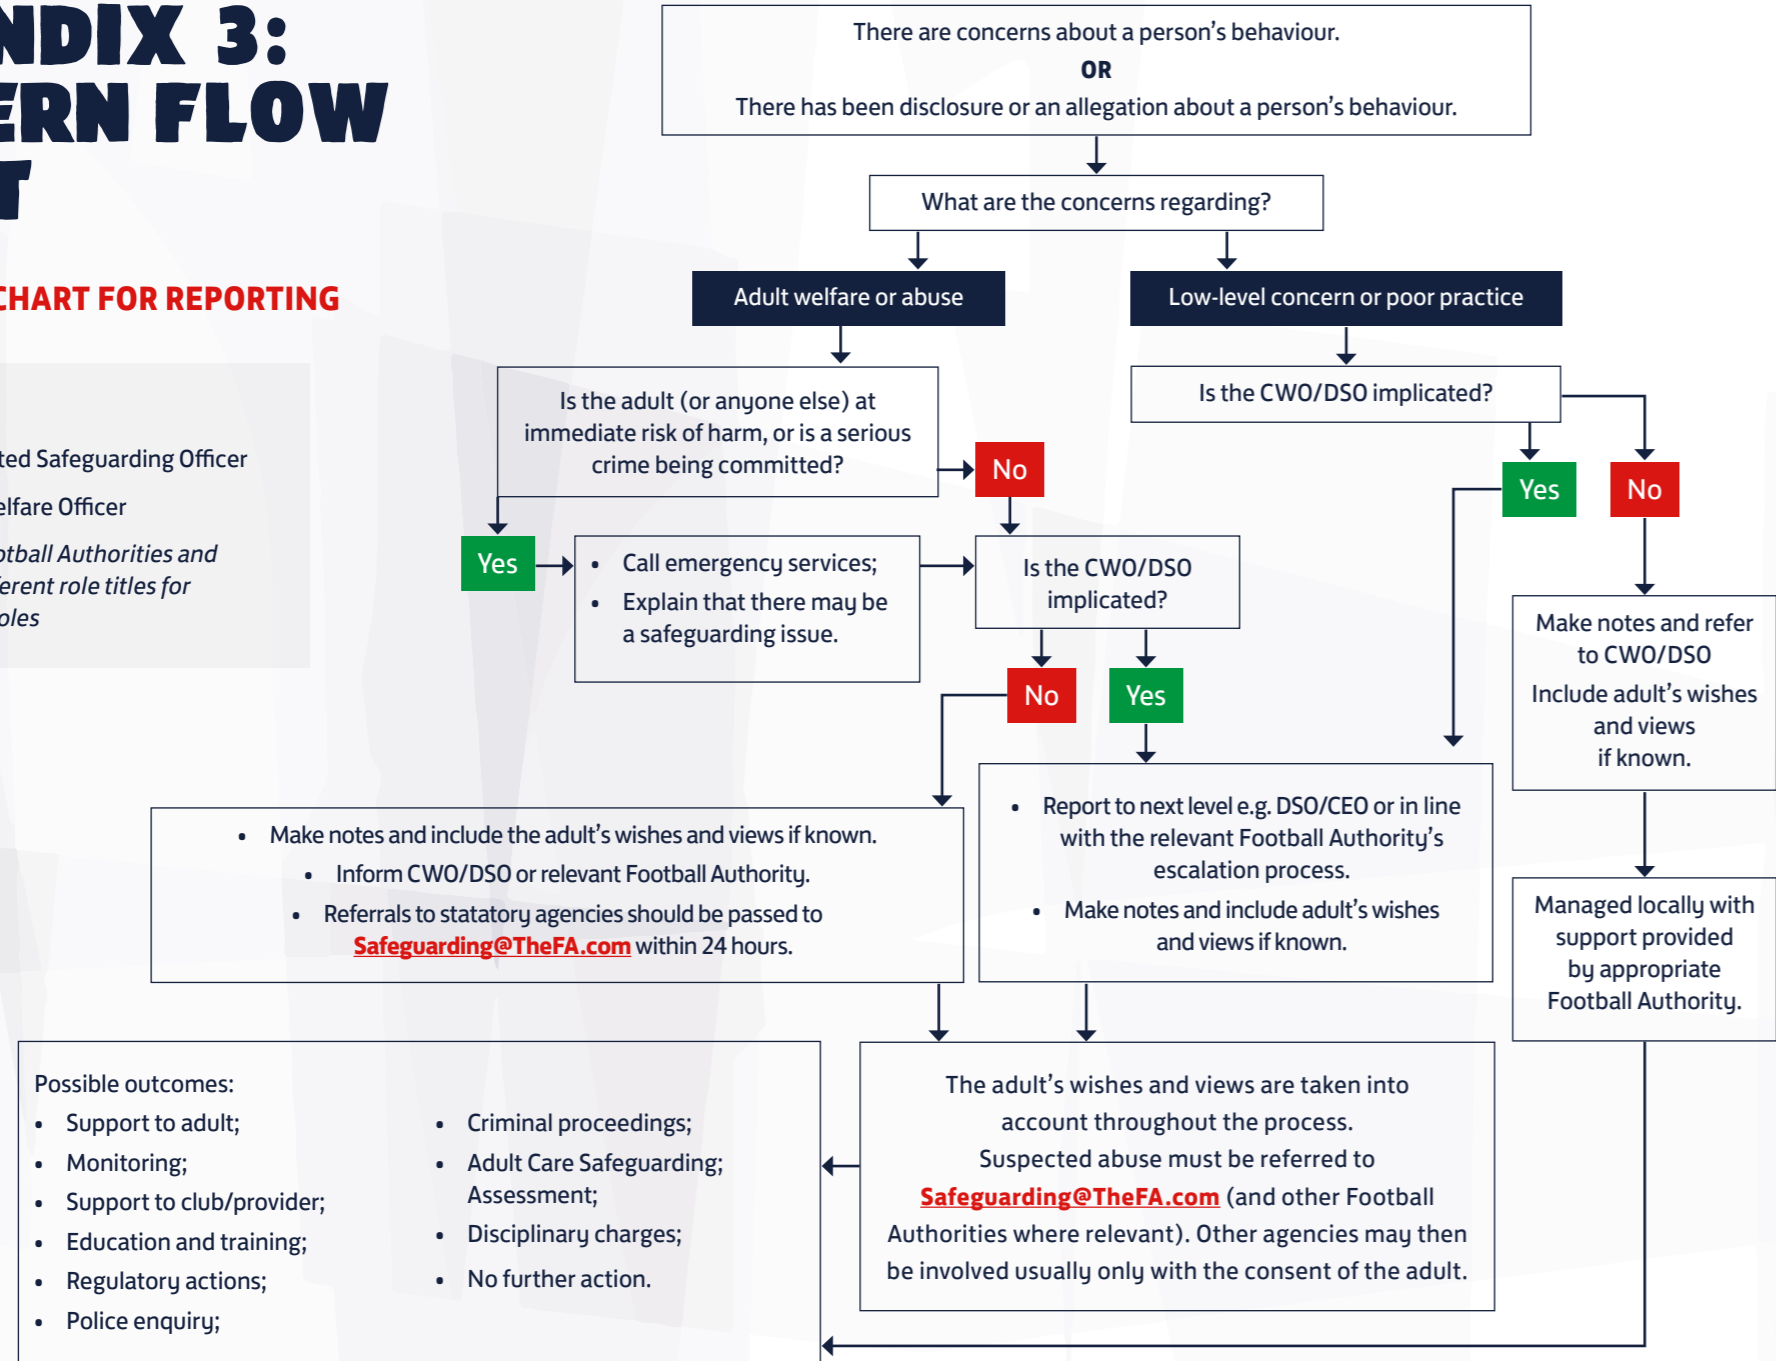 NDIX 3:
ERN FLOW
T
CHART FOR REPORTING
ted Safeguarding Officer
elfare Officer
otball Authorities and
ferent role titles for
oles
There are concerns about a person's behaviour.
OR
There has been disclosure or an allegation about a person's behaviour.
What are the concerns regarding?
Adult welfare or abuse
Low-level concern or poor practice
Is the adult (or anyone else) at
immediate risk of harm, or is a serious
crime being committed?
No
Yes
• Call emergency services;
• Explain that there may be
a safeguarding issue.
Is the CWO/DSO
implicated?
No
Yes
Is the CWO/DSO implicated?
Yes
No
Make notes and refer
to CWO/DSO
Include adult's wishes
and views
if known.
Managed locally with
support provided
by appropriate
Football Authority.
• Make notes and include the adult's wishes and views if known.
• Inform CWO/DSO or relevant Football Authority.
• Referrals to statatory agencies should be passed to
Safeguarding@TheFA.com within 24 hours.
• Report to next level e.g. DSO/CEO or in line
with the relevant Football Authority's
escalation process.
• Make notes and include adult's wishes
and views if known.
The adult's wishes and views are taken into
account throughout the process.
Suspected abuse must be referred to
Safeguarding@TheFA.com (and other Football
Authorities where relevant). Other agencies may then
be involved usually only with the consent of the adult.
Possible outcomes:
• Support to adult;
• Monitoring;
• Support to club/provider;
• Education and training;
• Regulatory actions;
• Police enquiry;
• Criminal proceedings;
• Adult Care Safeguarding;
Assessment;
• Disciplinary charges;
• No further action.